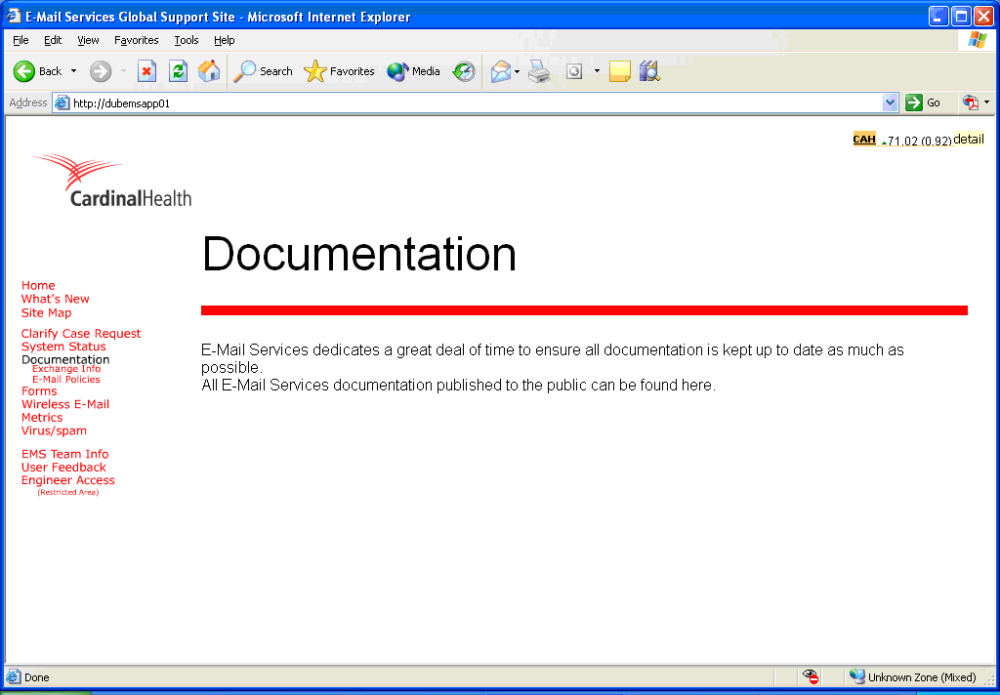 E-Mail Services Global Support Site - Microsoft Internet Explorer
File Edit View Favorites Tools Help
Back Search Favorites Media
Address http://dubemsapp01 Go
CAH 71.02 (0.92) detail
CardinalHealth
Documentation
Home
What's New
Site Map
Clarify Case Request
System Status
Documentation
Exchange Info
E-Mail Policies
Forms
Wireless E-Mail
Metrics
Virus/spam
EMS Team Info
User Feedback
Engineer Access
(Restricted Area)
E-Mail Services dedicates a great deal of time to ensure all documentation is kept up to date as much as
possible.
All E-Mail Services documentation published to the public can be found here.
Done Unknown Zone (Mixed)